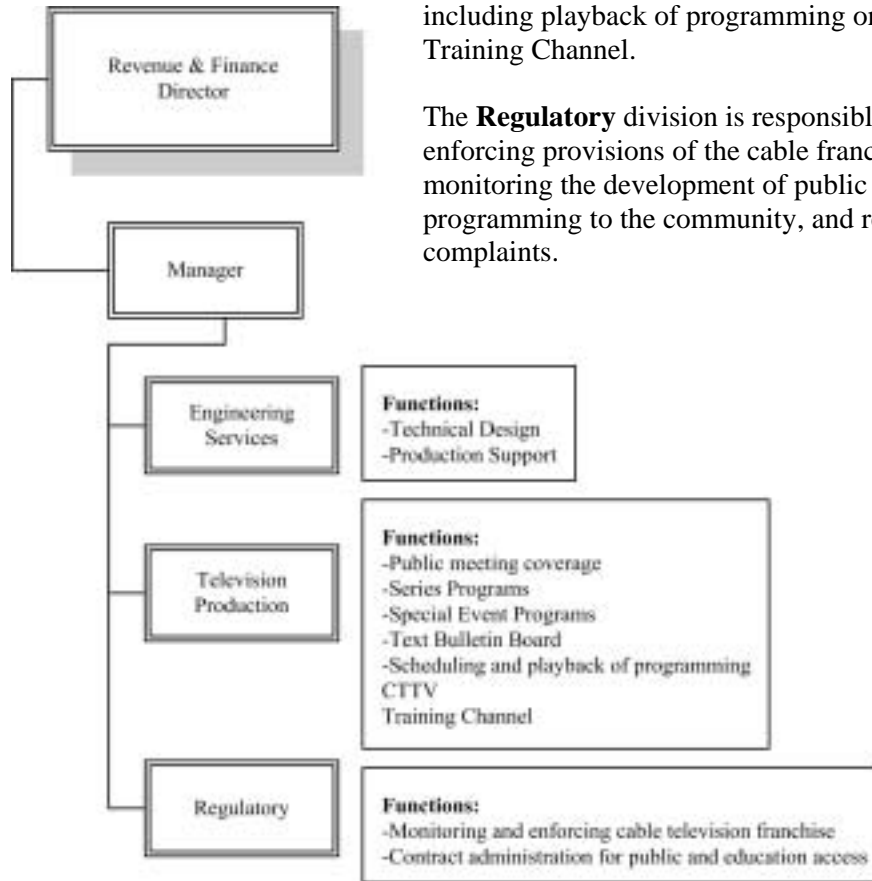 including playback of programming on
Training Channel.
The Regulatory division is responsible
enforcing provisions of the cable franc
monitoring the development of public
programming to the community, and re
complaints.
Revenue & Finance
Director
Manager
Engineering
Services
Functions:
-Technical Design
-Production Support
Television
Production
Functions:
-Public meeting coverage
-Series Programs
-Special Event Programs
-Text Bulletin Board
-Scheduling and playback of programming
CTTV
Training Channel
Regulatory
Functions:
-Monitoring and enforcing cable television franchise
-Contract administration for public and education access